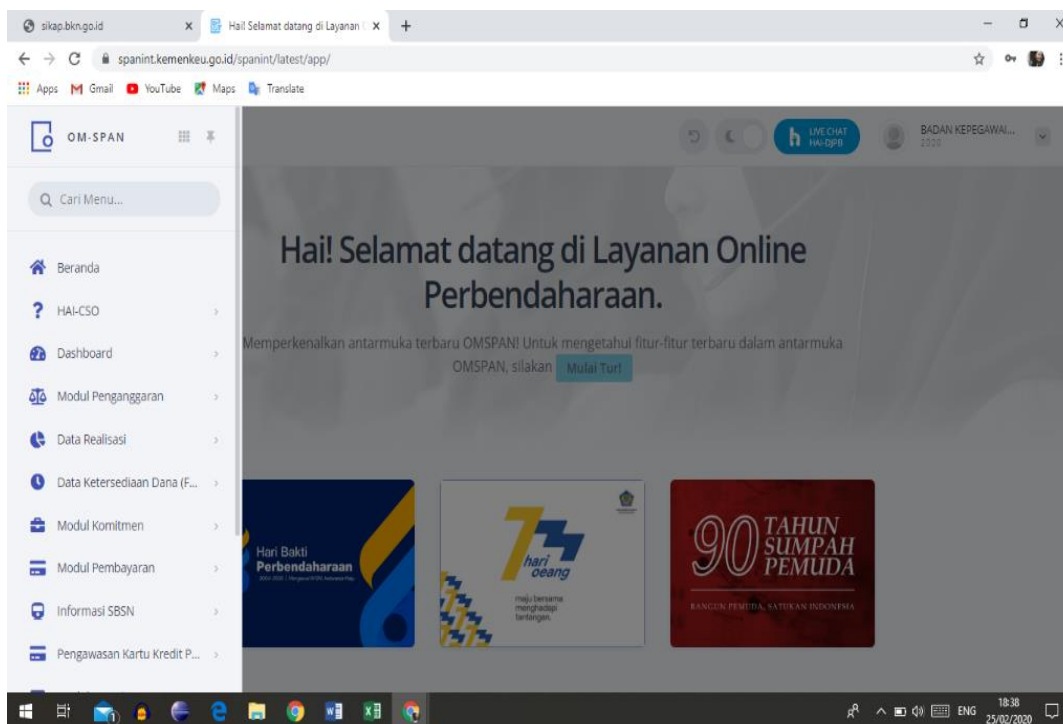 sikap.bkn.go.id
Hai! Selamat datang di Layanan
spanint.kemenkeu.go.id/spanint/latest/app/
Apps Gmail YouTube Maps Translate
OM-SPAN
LIVE CHAT
HAI-DJPB
BADAN KEPEGAWAI...
2020
Cari Menu...
Hai! Selamat datang di Layanan Online
Perbendaharaan.
Memperkenalkan antarmuka terbaru OMSPAN! Untuk mengetahui fitur-fitur terbaru dalam antarmuka
OMSPAN, silakan Mulai Tur!
Beranda
HAI-CSO
Dashboard
Modul Penganggaran
Data Realisasi
Data Ketersediaan Dana (F...
Modul Komitmen
Modul Pembayaran
Informasi SBSN
Pengawasan Kartu Kredit P...
Hari Bakti
Perbendaharaan
hari
oeang
maju bersama
menghadapi
tantangan.
90 TAHUN
SUMPAH
PEMUDA
BANGUN PEMUDA, SATUKAN INDONESIA
ENG
18:38
25/02/2020